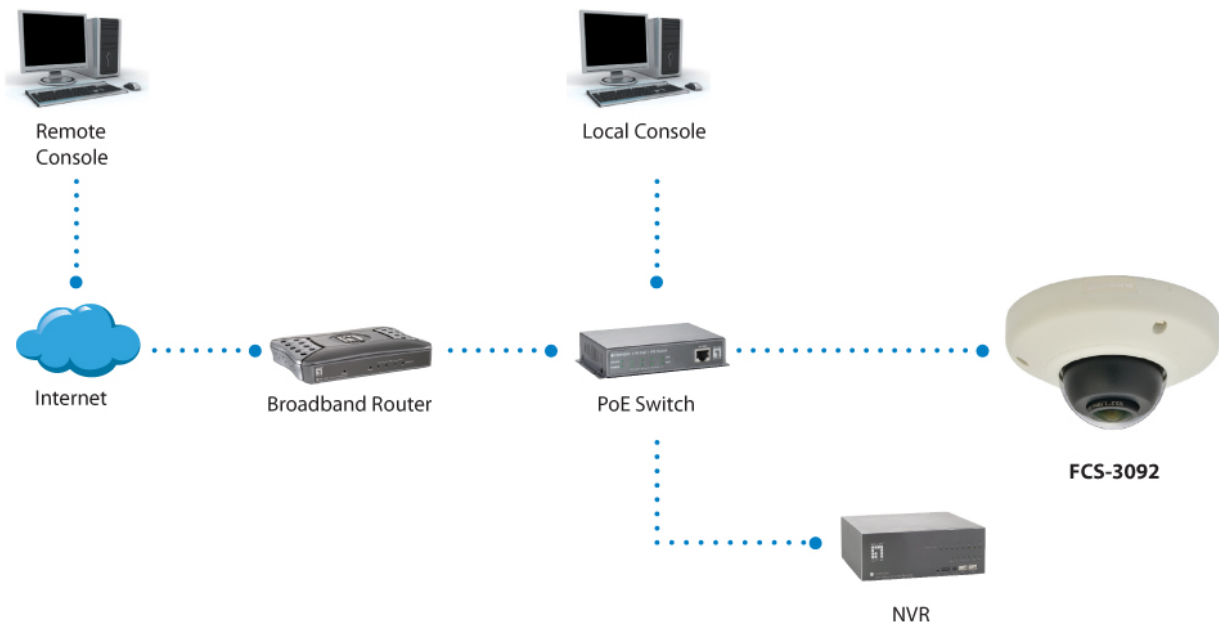 Remote
Console
Local Console
Internet
Broadband Router
PoE Switch
FCS-3092
NVR